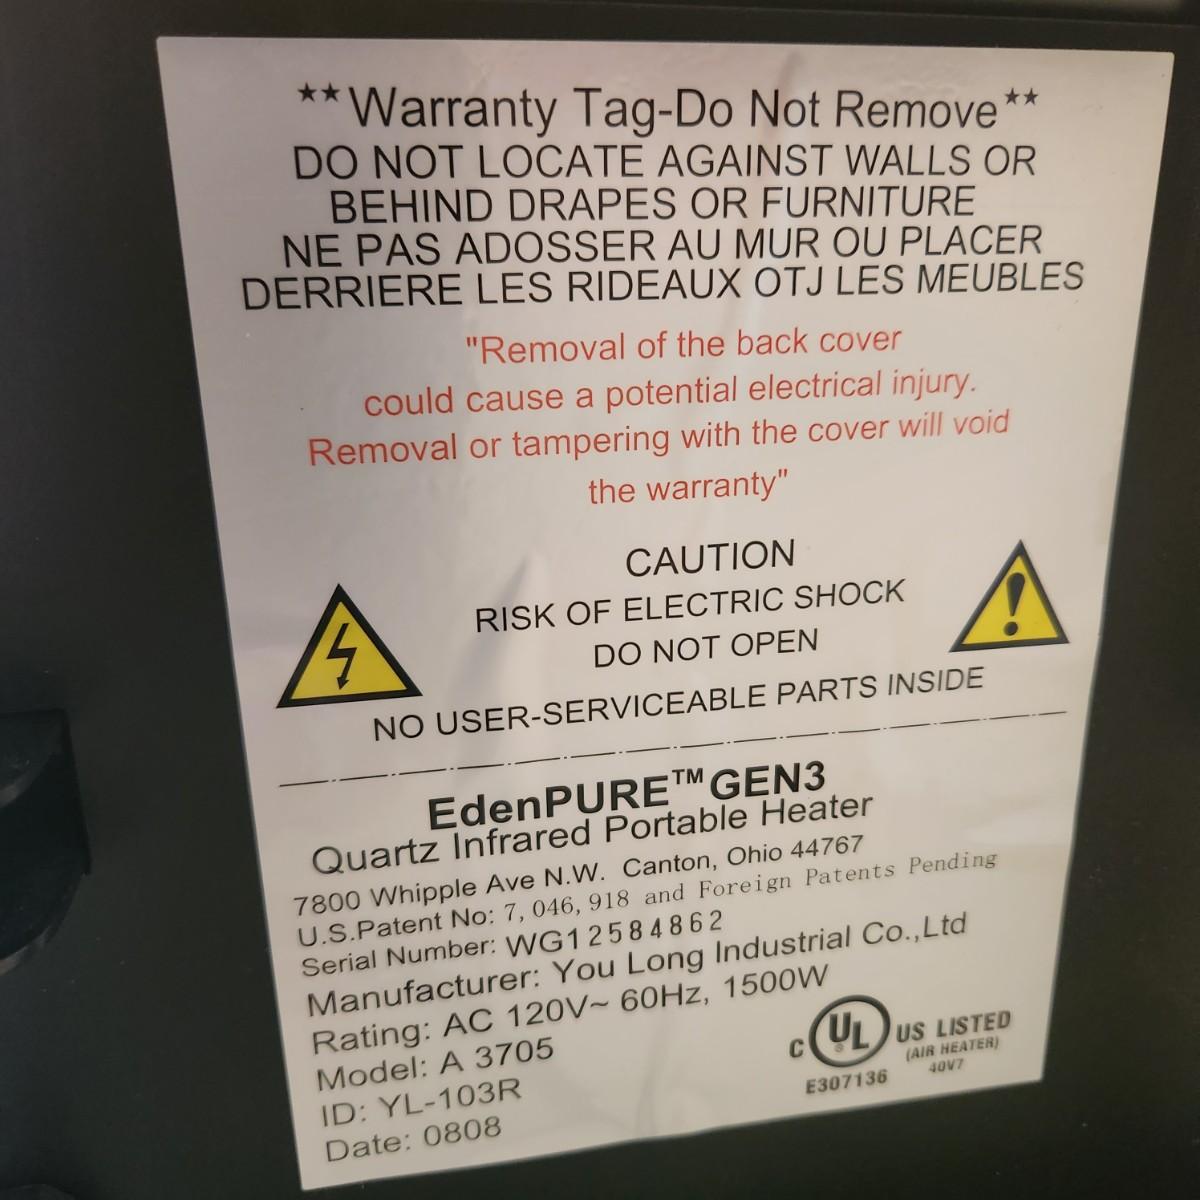 **Warranty Tag-Do Not Remove**
DO NOT LOCATE AGAINST WALLS OR
BEHIND DRAPES OR FURNITURE
NE PAS ADOSSER AU MUR OU PLACER
DERRIERE LES RIDEAUX OTJ LES MEUBLES
"Removal of the back cover
could cause a potential electrical injury.
Removal or tampering with the cover will void
the warranty"
CAUTION
RISK OF ELECTRIC SHOCK
DO NOT OPEN
NO USER-SERVICEABLE PARTS INSIDE
EdenPURE™GEN3
Quartz Infrared Portable Heater
7800 Whipple Ave N.W. Canton, Ohio 44767
U.S.Patent No: 7,046,918 and Foreign Patents Pending
Serial Number: WG12584862
Manufacturer: You Long Industrial Co.,Ltd
Rating: AC 120V~ 60Hz, 1500W
Model: A 3705
ID: YL-103R
Date: 0808
C UL ® US LISTED
(AIR HEATER)
40V7
E307136